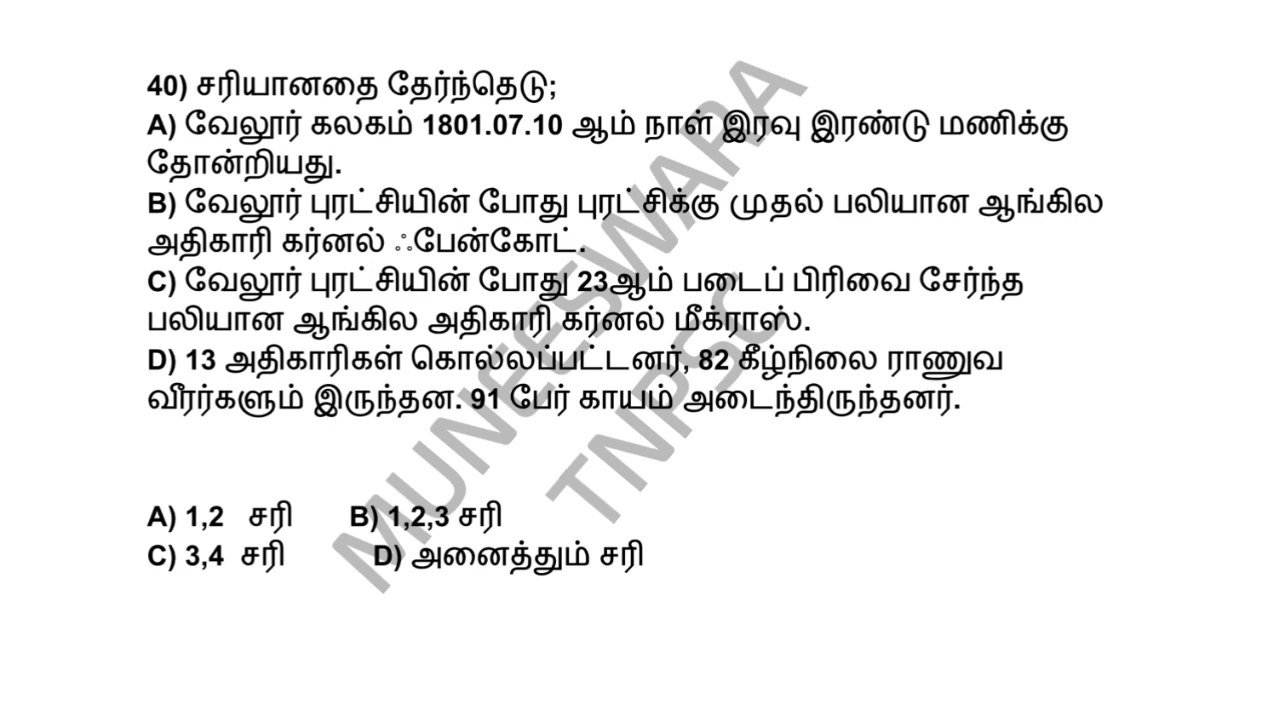 40) சரியானதை தேர்ந்தெடு;
A) வேலூர் கலகம் 1801.07.10 ஆம் நாள் இரவு இரண்டு மணிக்கு
தோன்றியது.
B) வேலூர் புரட்சியின் போது புரட்சிக்கு முதல் பலியான ஆங்கில
அதிகாரி கர்னல் ஃபேன்கோட்.
C) வேலூர் புரட்சியின் போது 23ஆம் படைப் பிரிவை சேர்ந்த
பலியான ஆங்கில அதிகாரி கர்னல் மீக்ராஸ்.
D) 13 அதிகாரிகள் கொல்லப்பட்டனர், 82 கீழ்நிலை ராணுவ
வீரர்களும் இருந்தன. 91 பேர் காயம் அடைந்திருந்தனர்.
A) 1,2 சரி B) 1,2,3 சரி
C) 3,4 சரி D) அனைத்தும் சரி
MUNEESWARA
TNPSC